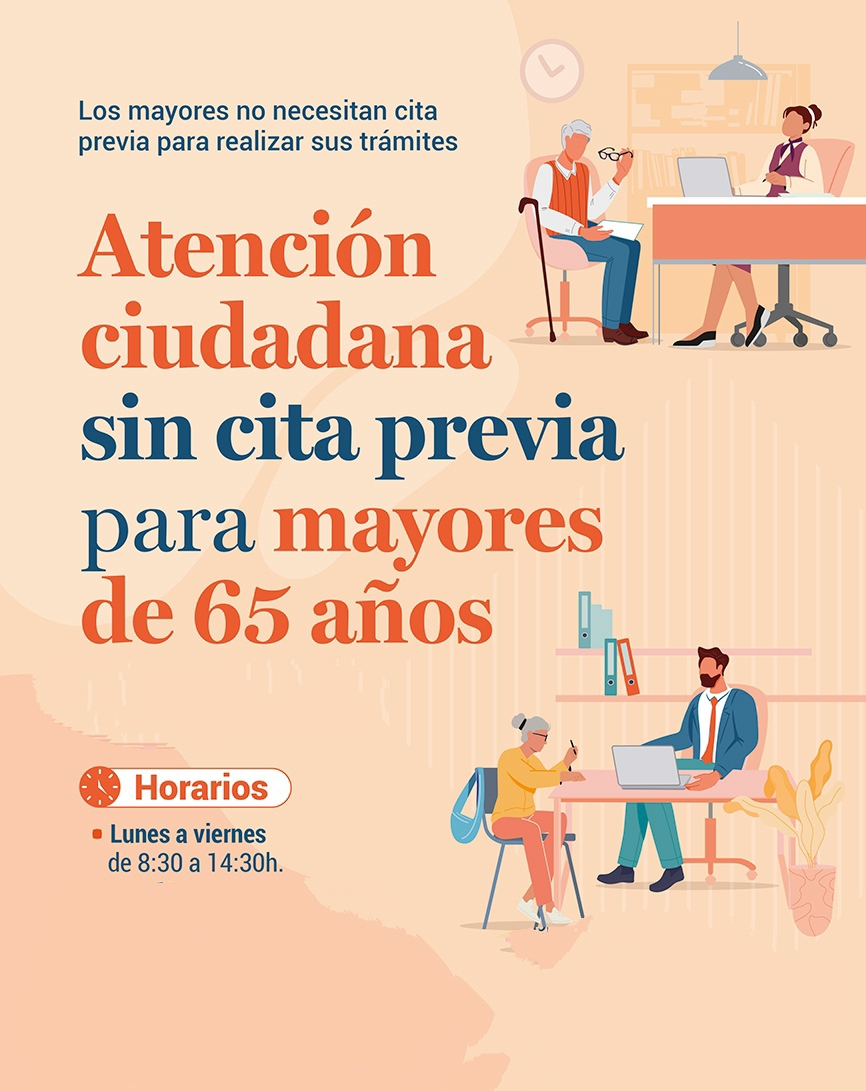 Los mayores no necesitan cita
previa para realizar sus trámites
Atención
ciudadana
sin cita previa
para mayores
de 65 años
Horarios
Lunes a viernes
de 8:30 a 14:30h.